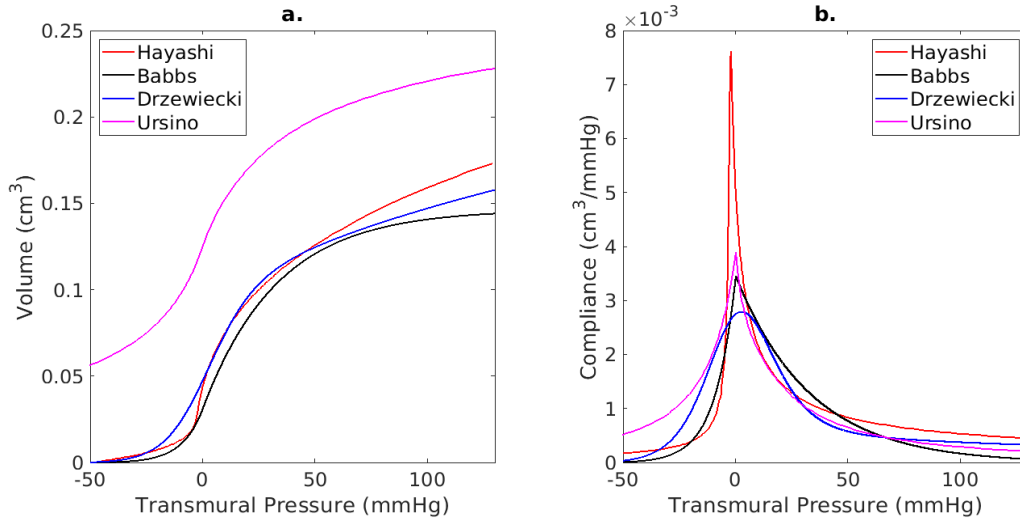 a.
0.25
0.2
0.15
0.1
0.05
0
Volume (cm³)
Hayashi
Babbs
Drzewiecki
Ursino
-50
0
50
100
Transmural Pressure (mmHg)
b.
×10⁻³
8
7
6
5
4
3
2
1
0
Compliance (cm³/mmHg)
Hayashi
Babbs
Drzewiecki
Ursino
-50
0
50
100
Transmural Pressure (mmHg)